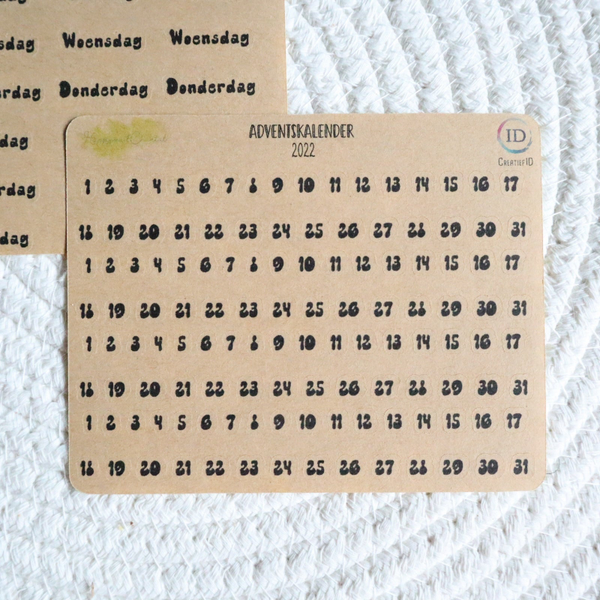 Woensdag Woensdag
Donderdag Donderdag
ADVENTSKALENDER
2022
ID
CREATIEFID
1 2 3 4 5 6 7 8 9 10 11 12 13 14 15 16 17
18 19 20 21 22 23 24 25 26 27 28 29 30 31
1 2 3 4 5 6 7 8 9 10 11 12 13 14 15 16 17
18 19 20 21 22 23 24 25 26 27 28 29 30 31
1 2 3 4 5 6 7 8 9 10 11 12 13 14 15 16 17
18 19 20 21 22 23 24 25 26 27 28 29 30 31
1 2 3 4 5 6 7 8 9 10 11 12 13 14 15 16 17
18 19 20 21 22 23 24 25 26 27 28 29 30 31